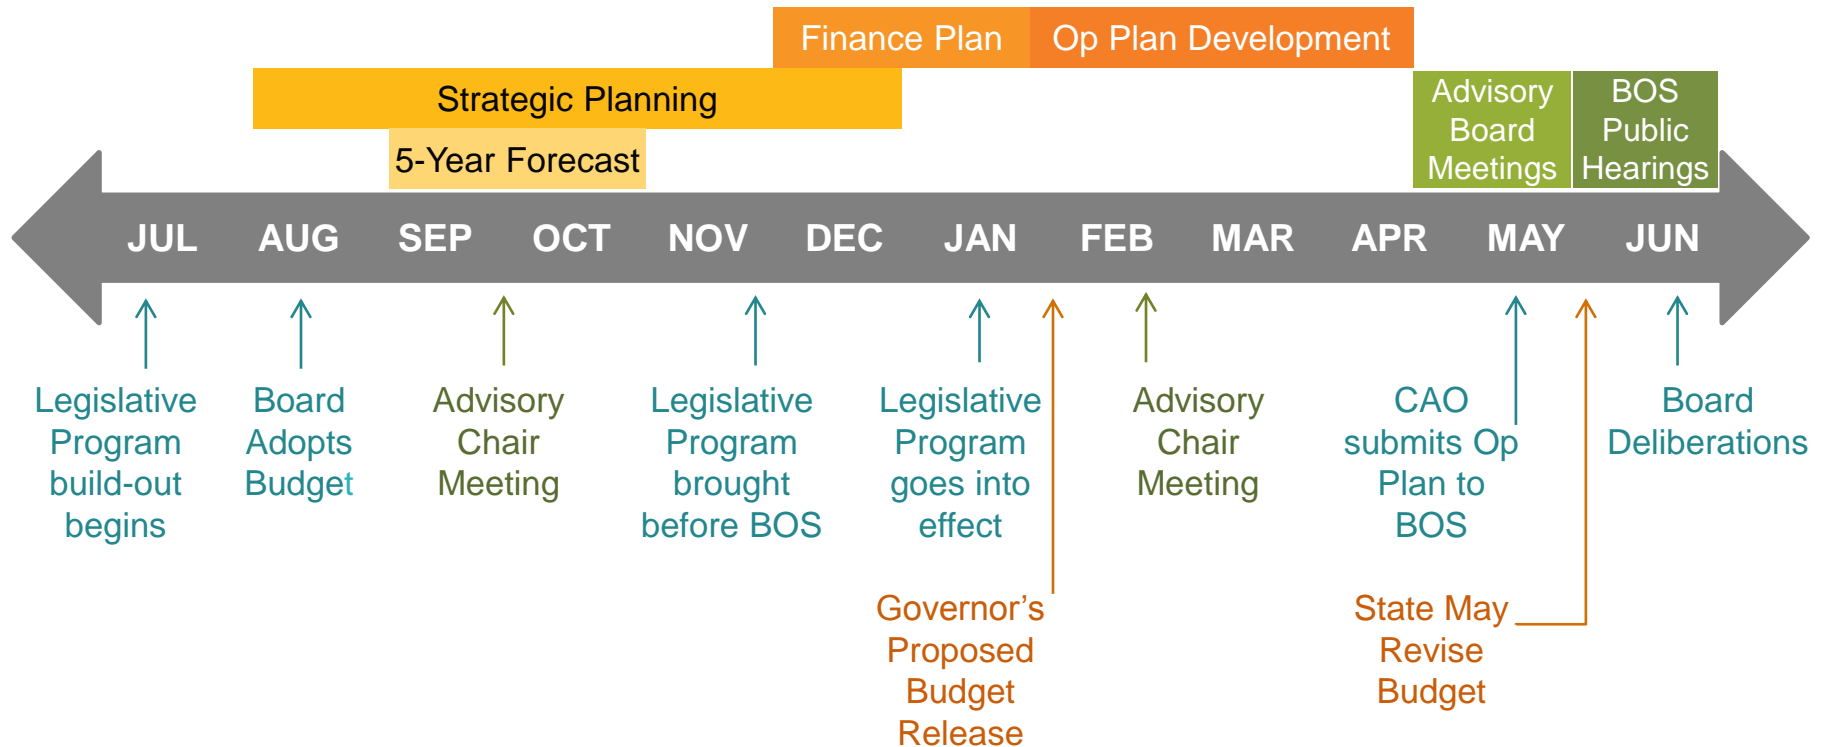 Finance Plan
Op Plan Development
Strategic Planning
5-Year Forecast
Advisory
Board
Meetings
BOS
Public
Hearings
JUL AUG SEP OCT NOV DEC JAN FEB MAR APR MAY JUN
Legislative
Program
build-out
begins
Board
Adopts
Budget
Advisory
Chair
Meeting
Legislative
Program
brought
before BOS
Legislative
Program
goes into
effect
Governor’s
Proposed
Budget
Release
Advisory
Chair
Meeting
CAO
submits Op
Plan to
BOS
State May
Revise
Budget
Board
Deliberations